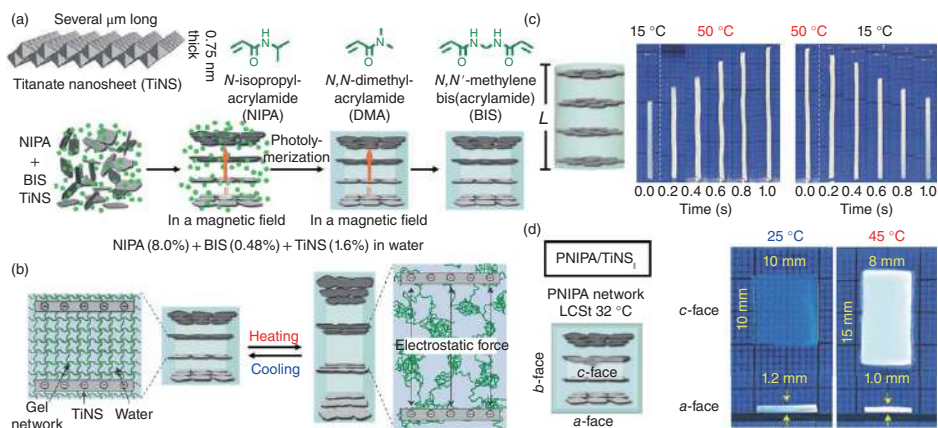 (a)
Several µm long
0.75 nm
thick
Titanate nanosheet (TiNS)
N-isopropyl-
acrylamide
(NIPA)
N,N-dimethyl-
acrylamide
(DMA)
N,N′-methylene
bis(acrylamide)
(BIS)
H
N
O
N
O
H
N
H
N
O
O
NIPA
+
BIS
TiNS
Photoly-
merization
In a magnetic field
In a magnetic field
NIPA (8.0%) + BIS (0.48%) + TiNS (1.6%) in water
(b)
Gel
network
TiNS
Water
Heating
Cooling
Electrostatic force
(c)
L
15 °C
50 °C
0.0 0.2 0.4 0.6 0.8 1.0
Time (s)
50 °C
15 °C
0.0 0.2 0.4 0.6 0.8 1.0
Time (s)
(d)
PNIPA/TiNS
PNIPA network
LCSt 32 °C
b-face
c-face
a-face
25 °C
45 °C
c-face
10 mm
10 mm
8 mm
15 mm
a-face
1.2 mm
1.0 mm